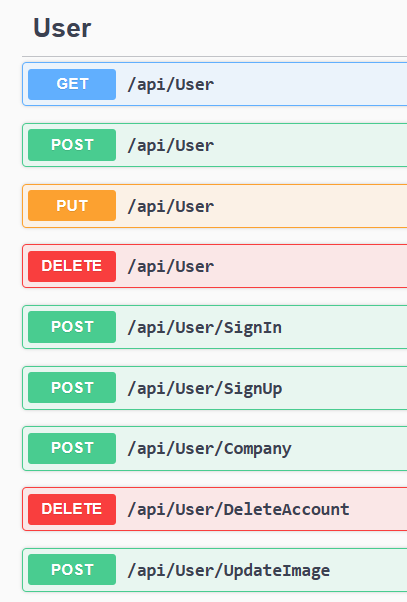 User
GET /api/User
POST /api/User
PUT /api/User
DELETE /api/User
POST /api/User/SignIn
POST /api/User/SignUp
POST /api/User/Company
DELETE /api/User/DeleteAccount
POST /api/User/UpdateImage